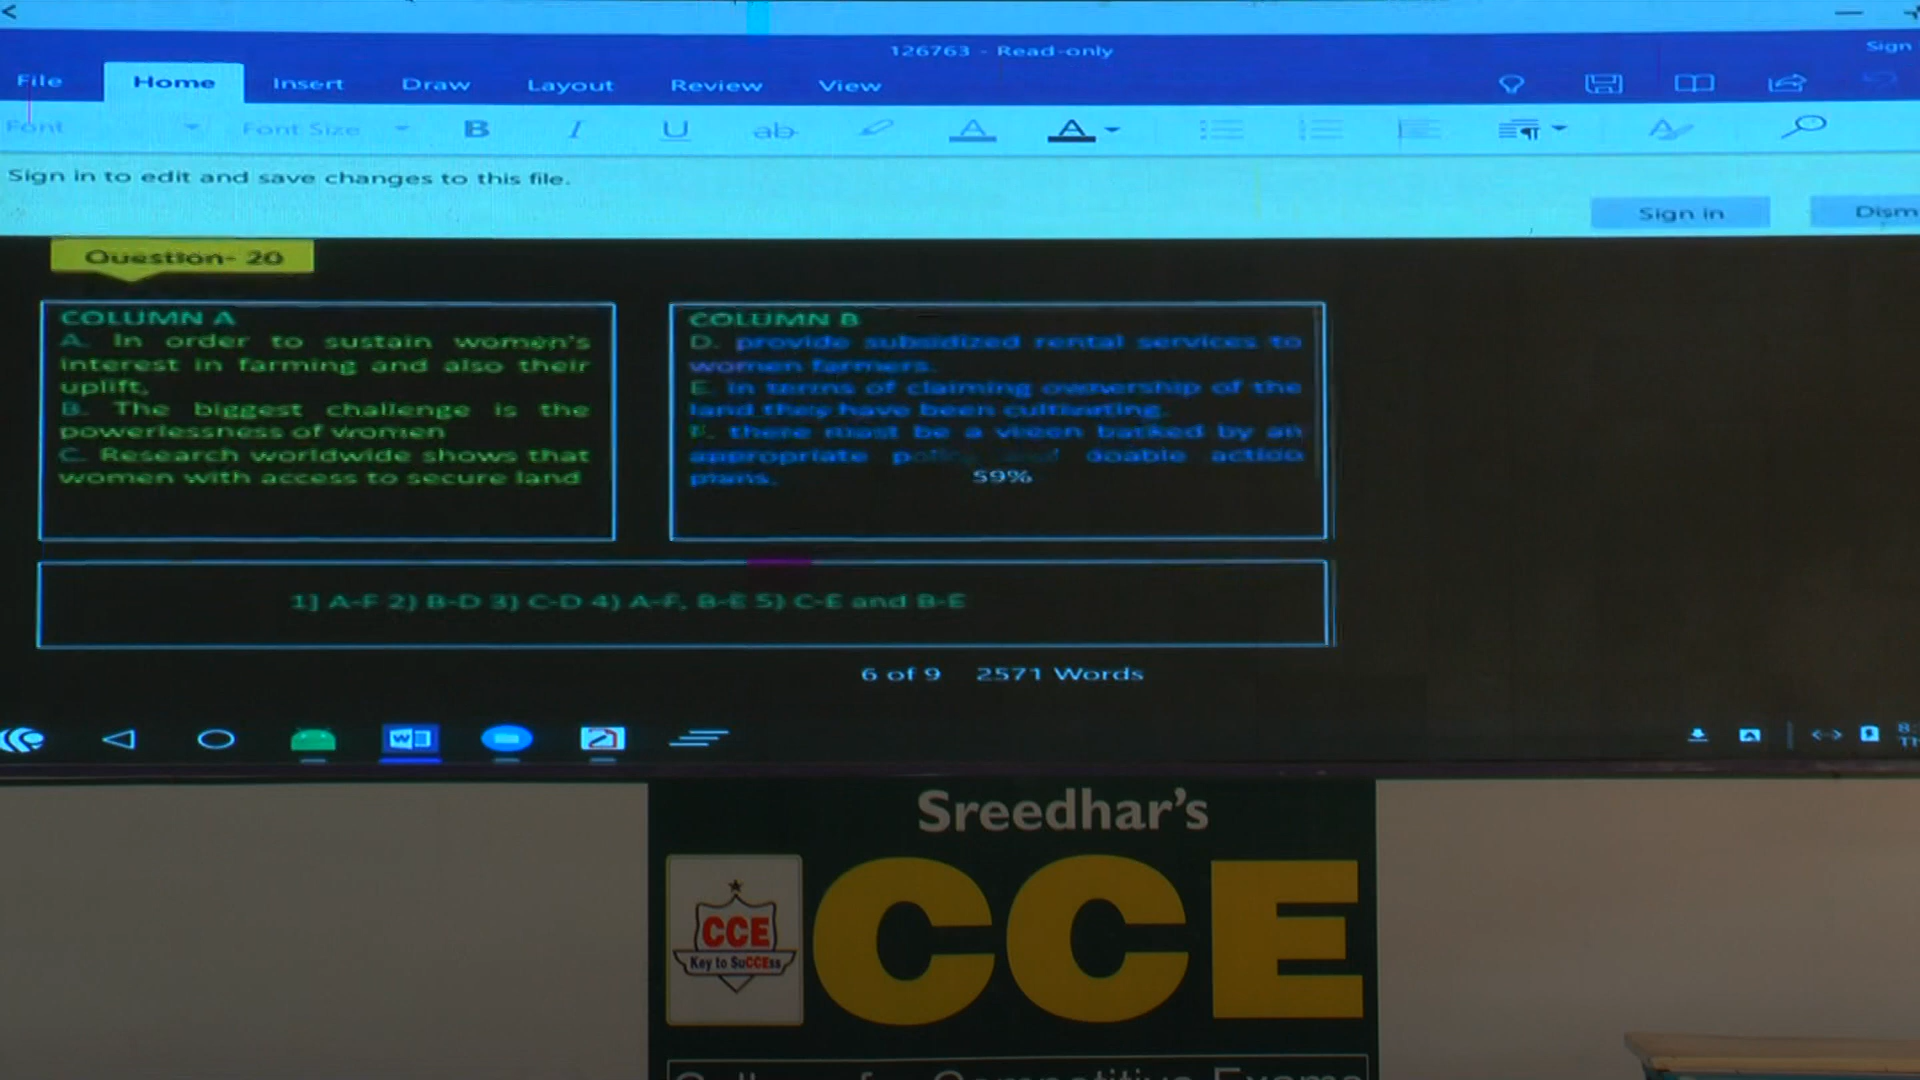 126763 - Read-only
Sign
File Home Insert Draw Layout Review View
Font Font Size B I U ab A A
Sign in to edit and save changes to this file.
Sign in Dism
Question- 20
COLUMN A
A. In order to sustain women's
interest in farming and also their
uplift,
B. The biggest challenge is the
powerlessness of women
C. Research worldwide shows that
women with access to secure land
COLUMN B
D. provide subsidized rental services to
women farmers.
E. in terms of claiming ownership of the
land they have been cultivating.
F. there must be a backed by an
appropriate policy and doable action
plans.
59%
1] A-F 2) B-D 3) C-D 4) A-F, B-E 5) C-E and B-E
6 of 9 2571 Words
Sreedhar's
CCE
Key to SuCCEss
CCE